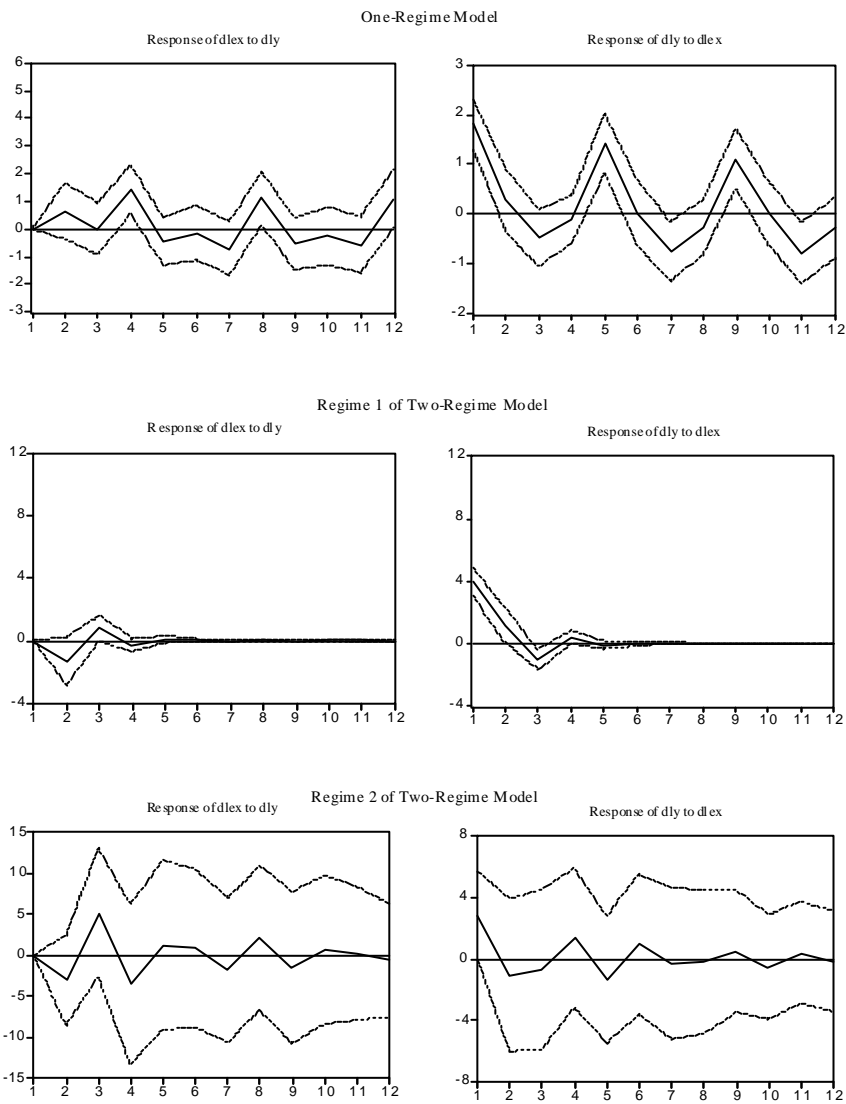 One-Regime Model
Response of dlex to dly
Response of dly to dlex
6
5
4
3
2
1
0
-1
-2
-3
1 2 3 4 5 6 7 8 9 10 11 12
3
2
1
0
-1
-2
1 2 3 4 5 6 7 8 9 10 11 12
Regime 1 of Two-Regime Model
Response of dlex to dly
Response of dly to dlex
12
8
4
0
-4
1 2 3 4 5 6 7 8 9 10 11 12
12
8
4
0
-4
1 2 3 4 5 6 7 8 9 10 11 12
Regime 2 of Two-Regime Model
Response of dlex to dly
Response of dly to dlex
15
10
5
0
-5
-10
-15
1 2 3 4 5 6 7 8 9 10 11 12
8
4
0
-4
-8
1 2 3 4 5 6 7 8 9 10 11 12